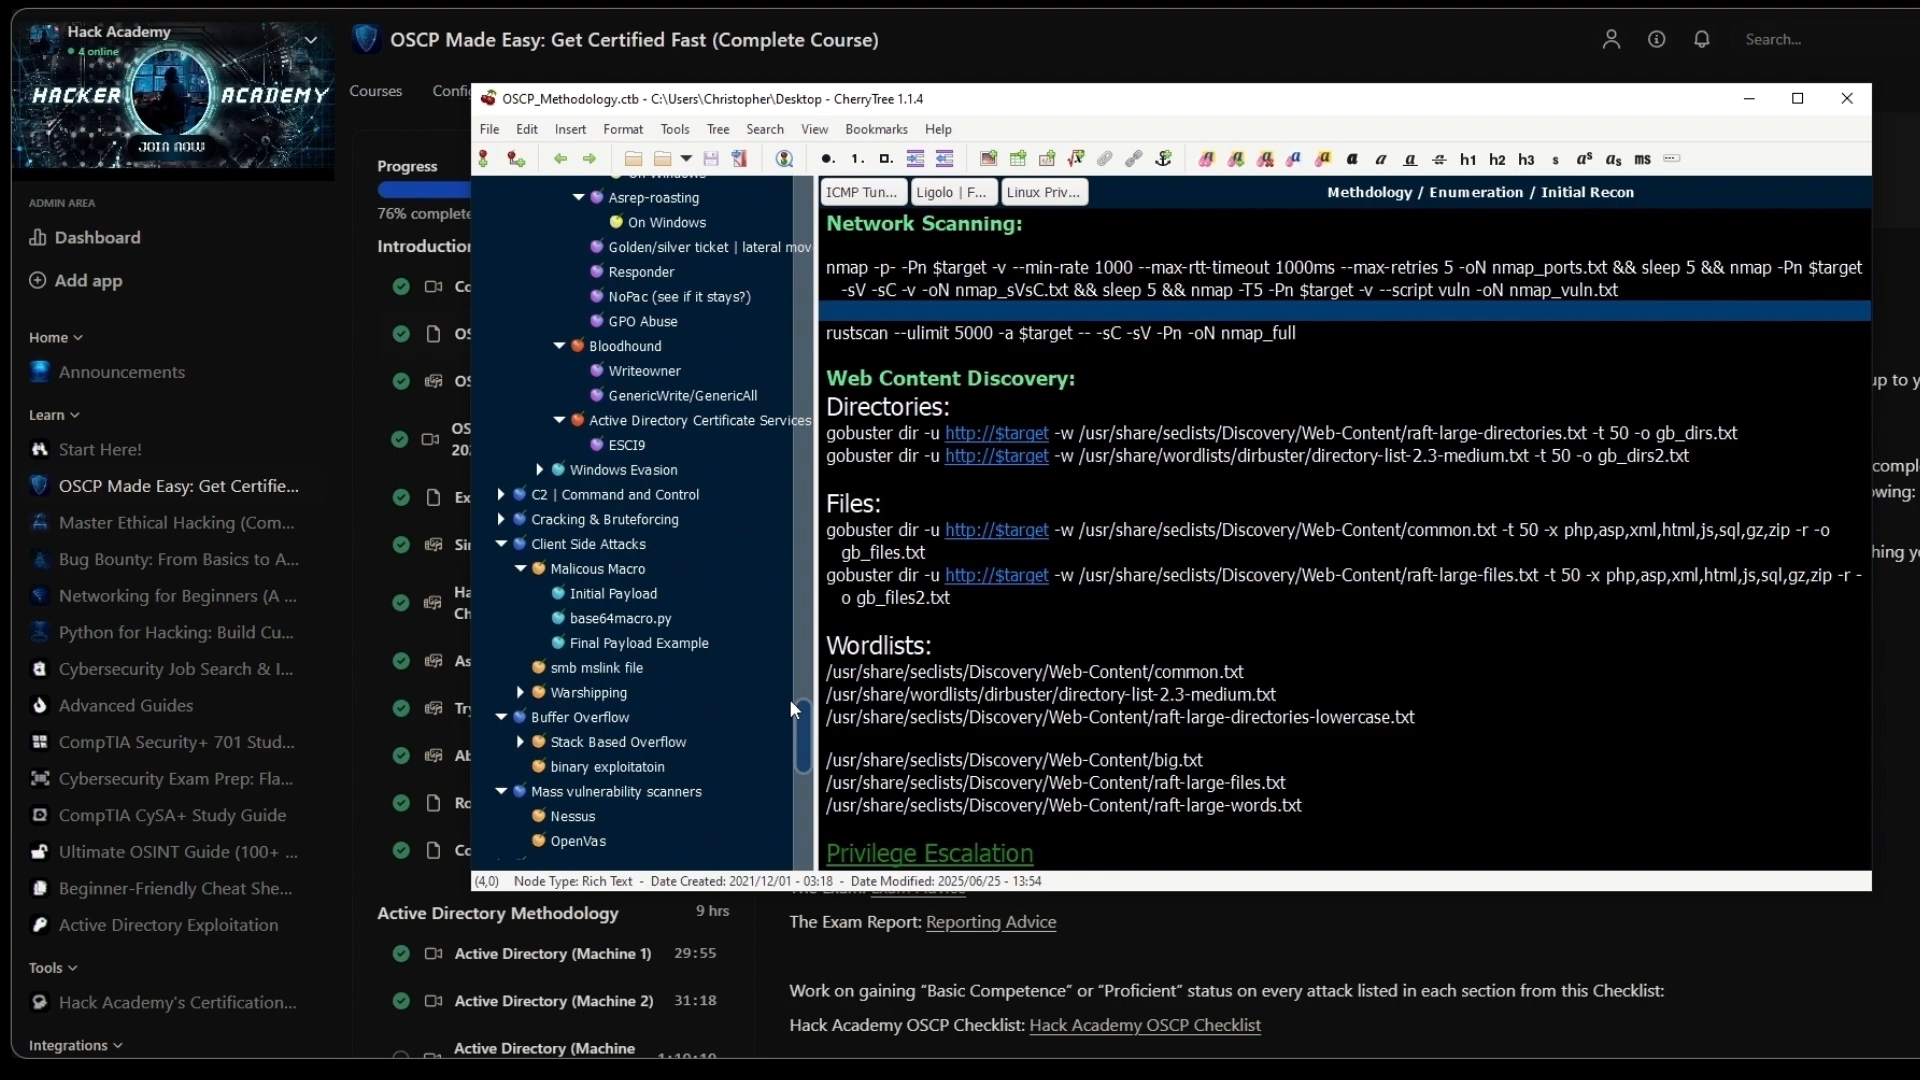 Hack Academy
4 online
HACKER ACADEMY
JOIN NOW
ADMIN AREA
Dashboard
Add app
Home
Announcements
Learn
Start Here!
OSCP Made Easy: Get Certifie...
Master Ethical Hacking (Com...
Bug Bounty: From Basics to A...
Networking for Beginners (A ...
Python for Hacking: Build Cu...
Cybersecurity Job Search & I...
Advanced Guides
CompTIA Security+ 701 Stud...
Cybersecurity Exam Prep: Fla...
CompTIA CySA+ Study Guide
Ultimate OSINT Guide (100+ ...
Beginner-Friendly Cheat She...
Active Directory Exploitation
Tools
Hack Academy's Certification...
Integrations
OSCP Made Easy: Get Certified Fast (Complete Course)
Search...
Courses
Progress
76% complete
OSCP_Methodology.ctb - C:\Users\Christopher\Desktop - CherryTree 1.1.4
File Edit Insert Format Tools Tree Search View Bookmarks Help
h1 h2 h3 s aˢ aₛ ms
On Windows
Asrep-roasting
On Windows
Golden/silver ticket | lateral mov
Responder
NoPac (see if it stays?)
GPO Abuse
Bloodhound
Writeowner
GenericWrite/GenericAll
Active Directory Certificate Services
ESCI9
Windows Evasion
C2 | Command and Control
Cracking & Bruteforcing
Client Side Attacks
Malicous Macro
Initial Payload
base64macro.py
Final Payload Example
smb mslink file
Warshipping
Buffer Overflow
Stack Based Overflow
binary exploitatoin
Mass vulnerability scanners
Nessus
OpenVas
ICMP Tun... Ligolo | F... Linux Priv...
Methdology / Enumeration / Initial Recon
Network Scanning:
nmap -p- -Pn $target -v --min-rate 1000 --max-rtt-timeout 1000ms --max-retries 5 -oN nmap_ports.txt && sleep 5 && nmap -Pn $target
-sV -sC -v -oN nmap_sVsC.txt && sleep 5 && nmap -T5 -Pn $target -v --script vuln -oN nmap_vuln.txt
rustscan --ulimit 5000 -a $target -- -sC -sV -Pn -oN nmap_full
Web Content Discovery:
Directories:
gobuster dir -u http://$target -w /usr/share/seclists/Discovery/Web-Content/raft-large-directories.txt -t 50 -o gb_dirs.txt
gobuster dir -u http://$target -w /usr/share/wordlists/dirbuster/directory-list-2.3-medium.txt -t 50 -o gb_dirs2.txt
Files:
gobuster dir -u http://$target -w /usr/share/seclists/Discovery/Web-Content/common.txt -t 50 -x php,asp,xml,html,js,sql,gz,zip -r -o
gb_files.txt
gobuster dir -u http://$target -w /usr/share/seclists/Discovery/Web-Content/raft-large-files.txt -t 50 -x php,asp,xml,html,js,sql,gz,zip -r -
o gb_files2.txt
Wordlists:
/usr/share/seclists/Discovery/Web-Content/common.txt
/usr/share/wordlists/dirbuster/directory-list-2.3-medium.txt
/usr/share/seclists/Discovery/Web-Content/raft-large-directories-lowercase.txt
/usr/share/seclists/Discovery/Web-Content/big.txt
/usr/share/seclists/Discovery/Web-Content/raft-large-files.txt
/usr/share/seclists/Discovery/Web-Content/raft-large-words.txt
Privilege Escalation
(4,0) Node Type: Rich Text - Date Created: 2021/12/01 - 03:18 - Date Modified: 2025/06/25 - 13:54
Active Directory Methodology 9 hrs
Active Directory (Machine 1) 29:55
Active Directory (Machine 2) 31:18
Active Directory (Machine
The Exam Report: Reporting Advice
Work on gaining “Basic Competence” or “Proficient” status on every attack listed in each section from this Checklist:
Hack Academy OSCP Checklist: Hack Academy OSCP Checklist